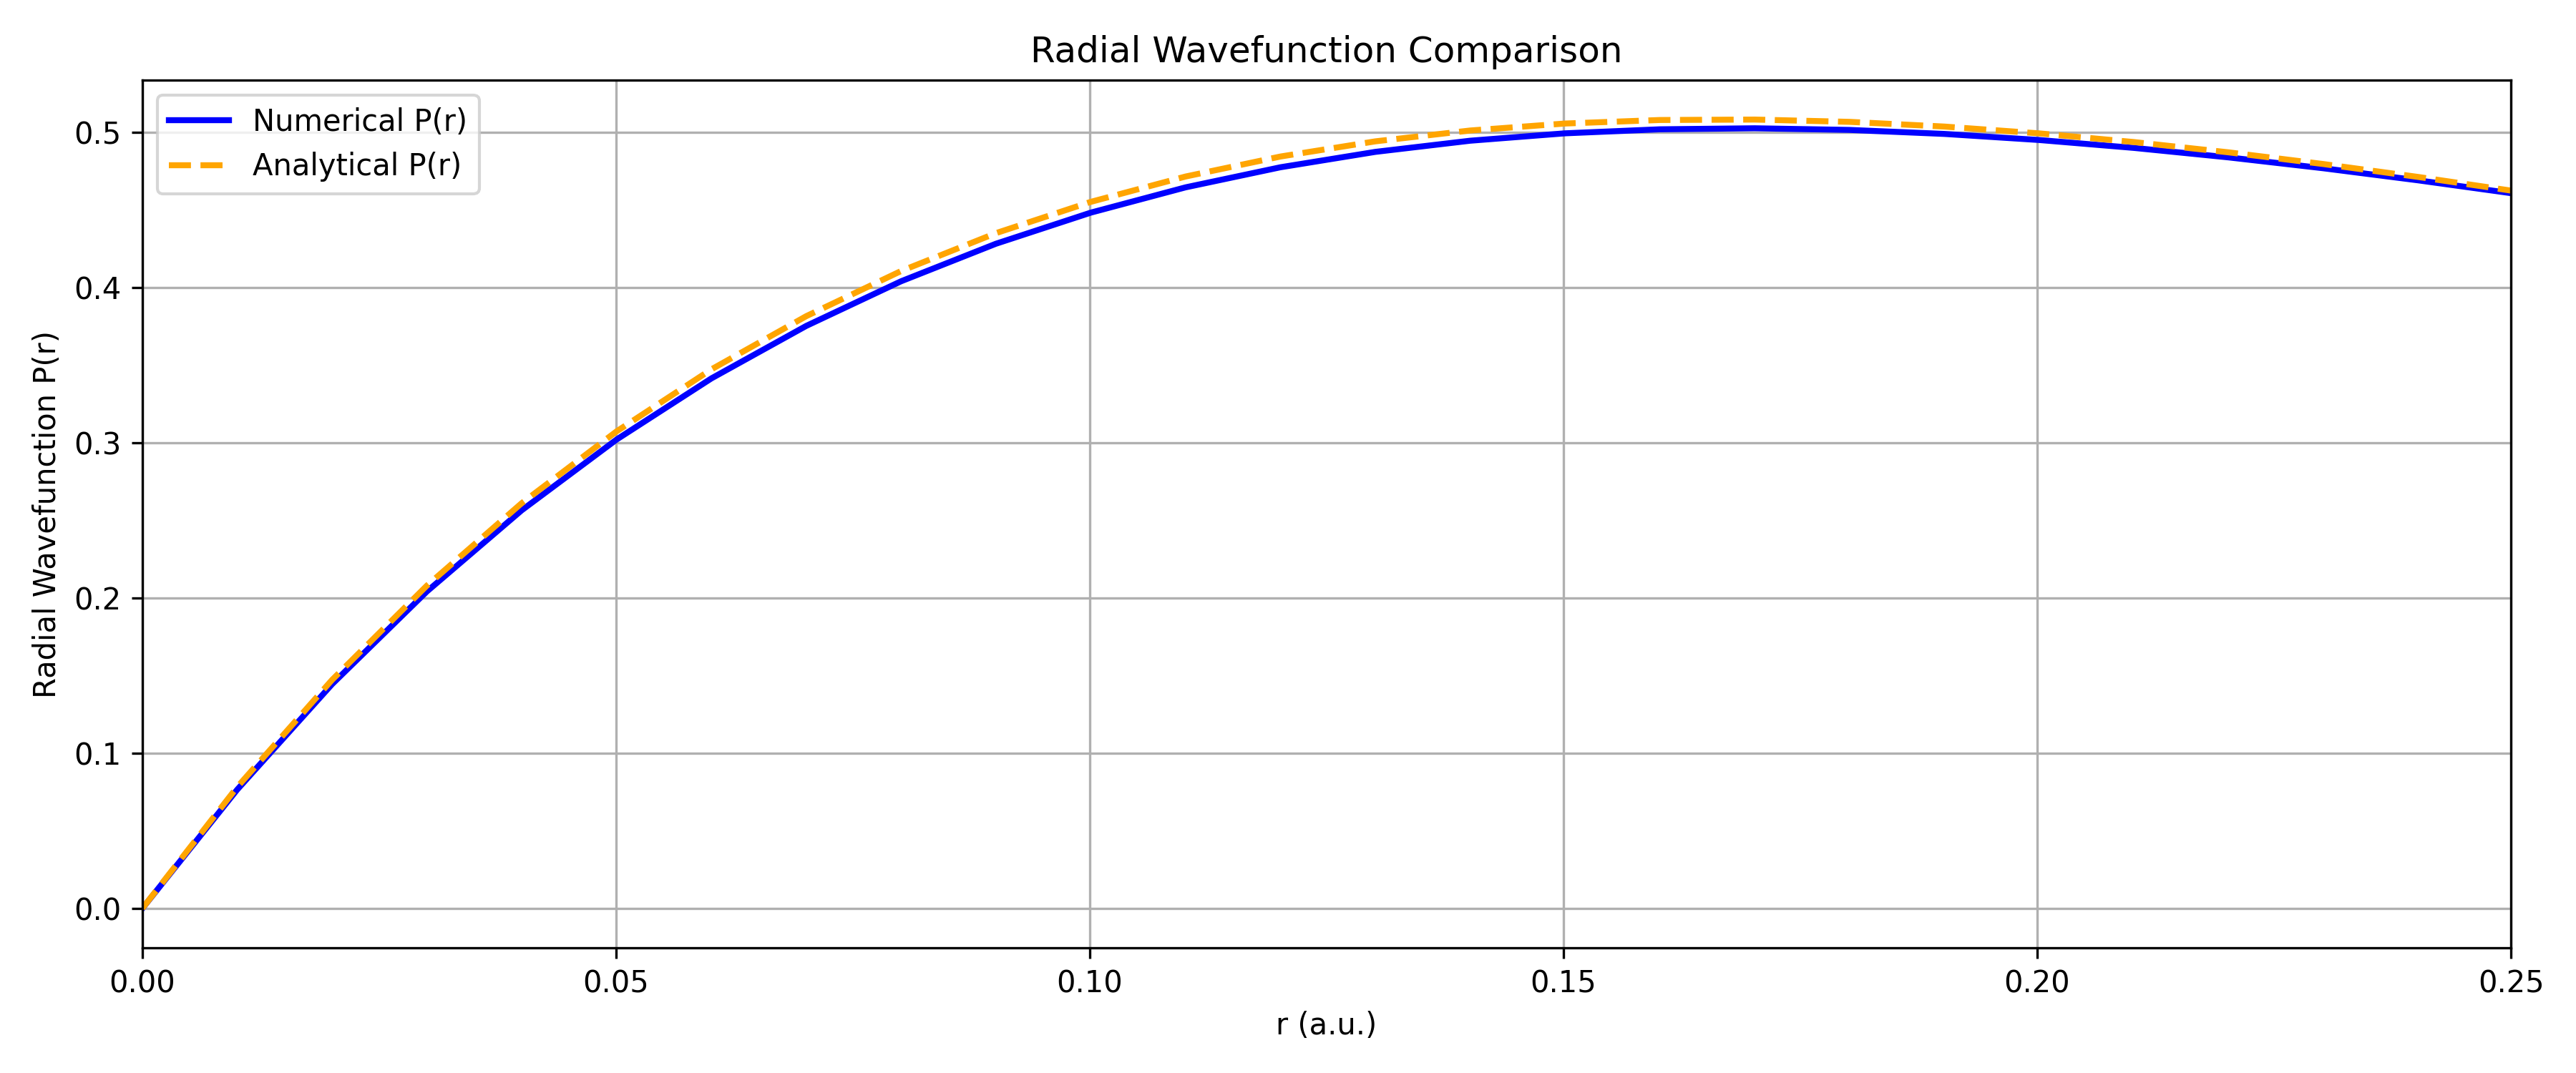 Radial Wavefunction Comparison
Numerical P(r)
Analytical P(r)
Radial Wavefunction P(r)
0.5
0.4
0.3
0.2
0.1
0.0
0.00 0.05 0.10 0.15 0.20 0.25
r (a.u.)